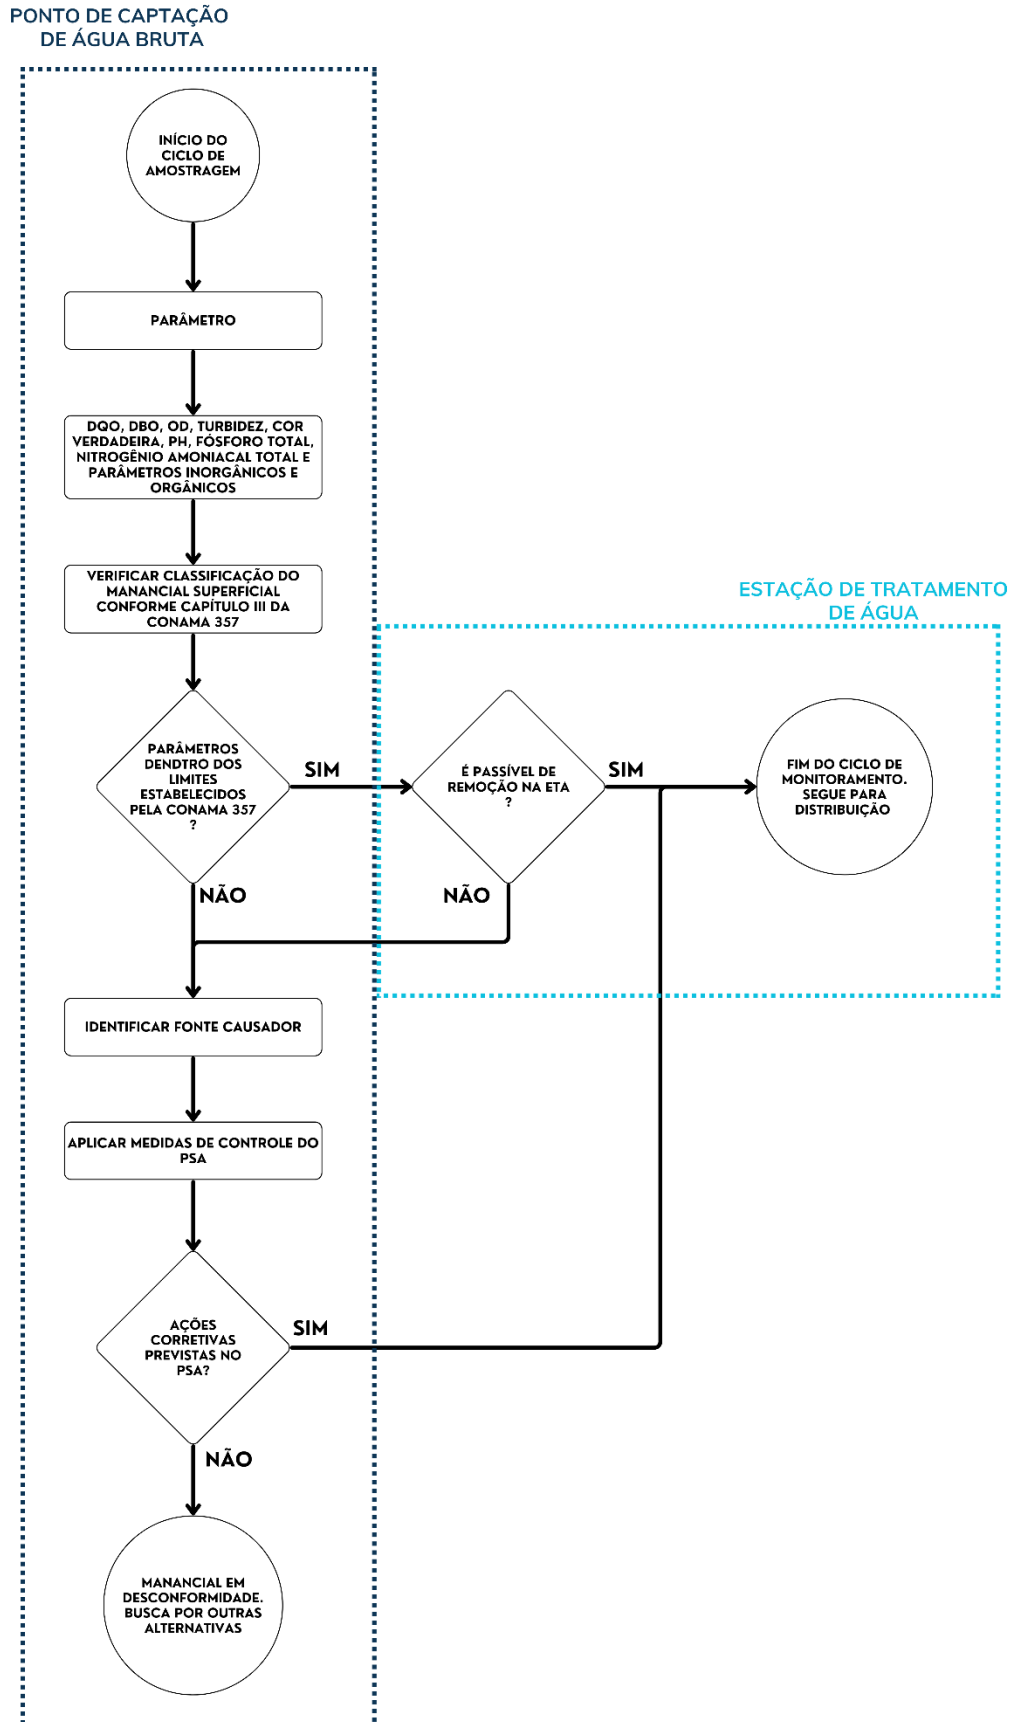 PONTO DE CAPTAÇÃO
DE ÁGUA BRUTA
INÍCIO DO
CICLO DE
AMOSTRAGEM
PARÂMETRO
DQO, DBO, OD, TURBIDEZ, COR
VERDADEIRA, PH, FÓSFORO TOTAL,
NITROGÊNIO AMONIACAL TOTAL E
PARÂMETROS INORGÂNICOS E
ORGÂNICOS
VERIFICAR CLASSIFICAÇÃO DO
MANANCIAL SUPERFICIAL
CONFORME CAPÍTULO III DA
CONAMA 357
ESTAÇÃO DE TRATAMENTO
DE ÁGUA
PARÂMETROS
DENDTRO DOS
LIMITES
ESTABELECIDOS
PELA CONAMA 357
?
SIM
NÃO
É PASSÍVEL DE
REMOÇÃO NA ETA
?
SIM
NÃO
FIM DO CICLO DE
MONITORAMENTO.
SEGUE PARA
DISTRIBUIÇÃO
IDENTIFICAR FONTE CAUSADOR
APLICAR MEDIDAS DE CONTROLE DO
PSA
AÇÕES
CORRETIVAS
PREVISTAS NO
PSA?
SIM
NÃO
MANANCIAL EM
DESCONFORMIDADE.
BUSCA POR OUTRAS
ALTERNATIVAS